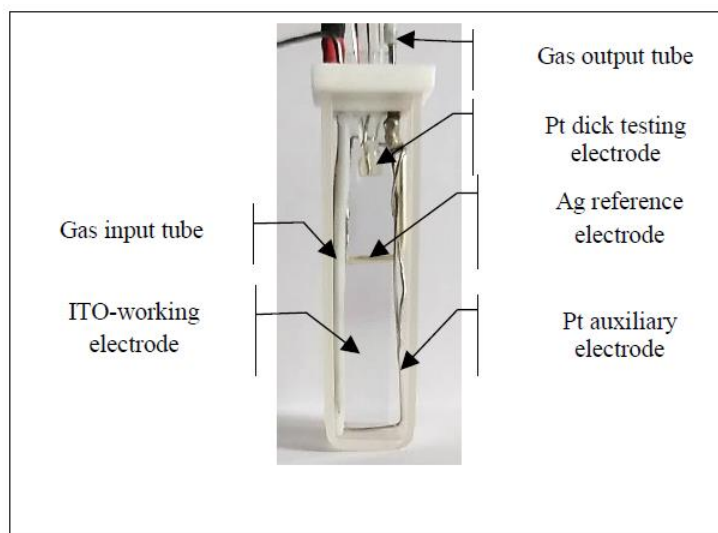 Gas output tube
Pt dick testing
electrode
Ag reference
electrode
Gas input tube
ITO-working
electrode
Pt auxiliary
electrode